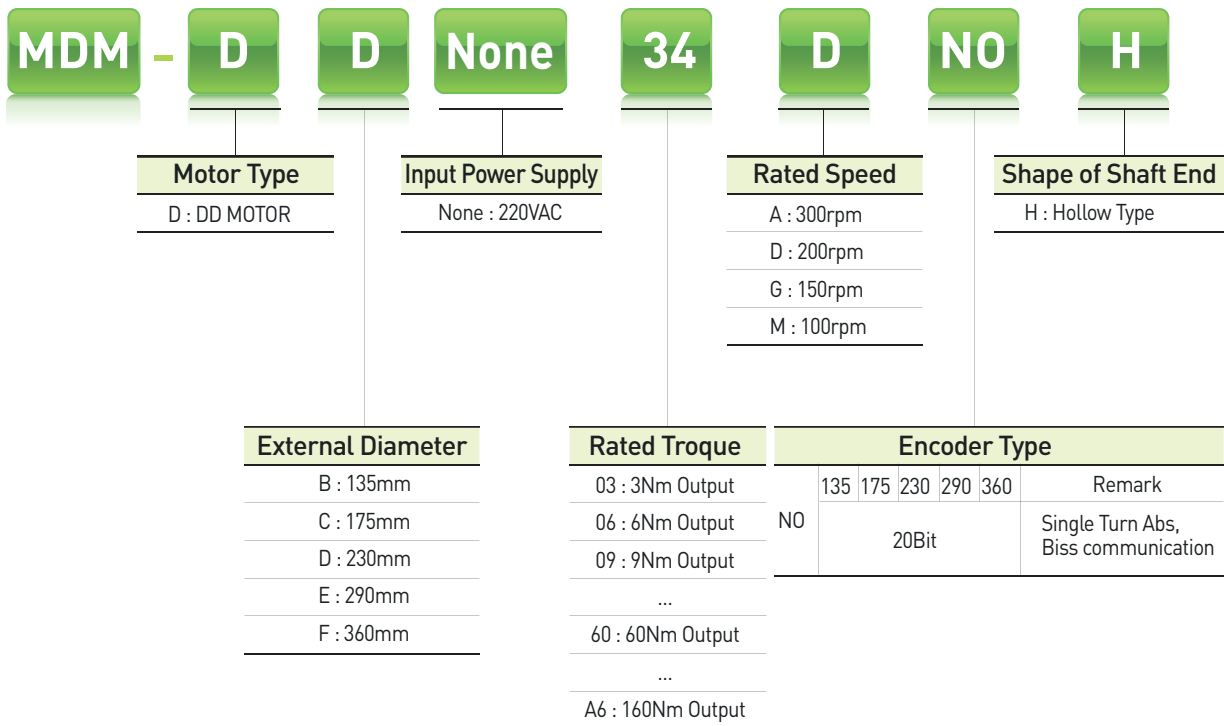 MDM - D D None 34 D NO H
Motor Type
D : DD MOTOR
Input Power Supply
None : 220VAC
Rated Speed
A : 300rpm
D : 200rpm
G : 150rpm
M : 100rpm
Shape of Shaft End
H : Hollow Type
External Diameter
B : 135mm
C : 175mm
D : 230mm
E : 290mm
F : 360mm
Rated Troque
03 : 3Nm Output
06 : 6Nm Output
09 : 9Nm Output
...
60 : 60Nm Output
...
A6 : 160Nm Output
Encoder Type
135 175 230 290 360 Remark
NO
20Bit
Single Turn Abs,
Biss communication